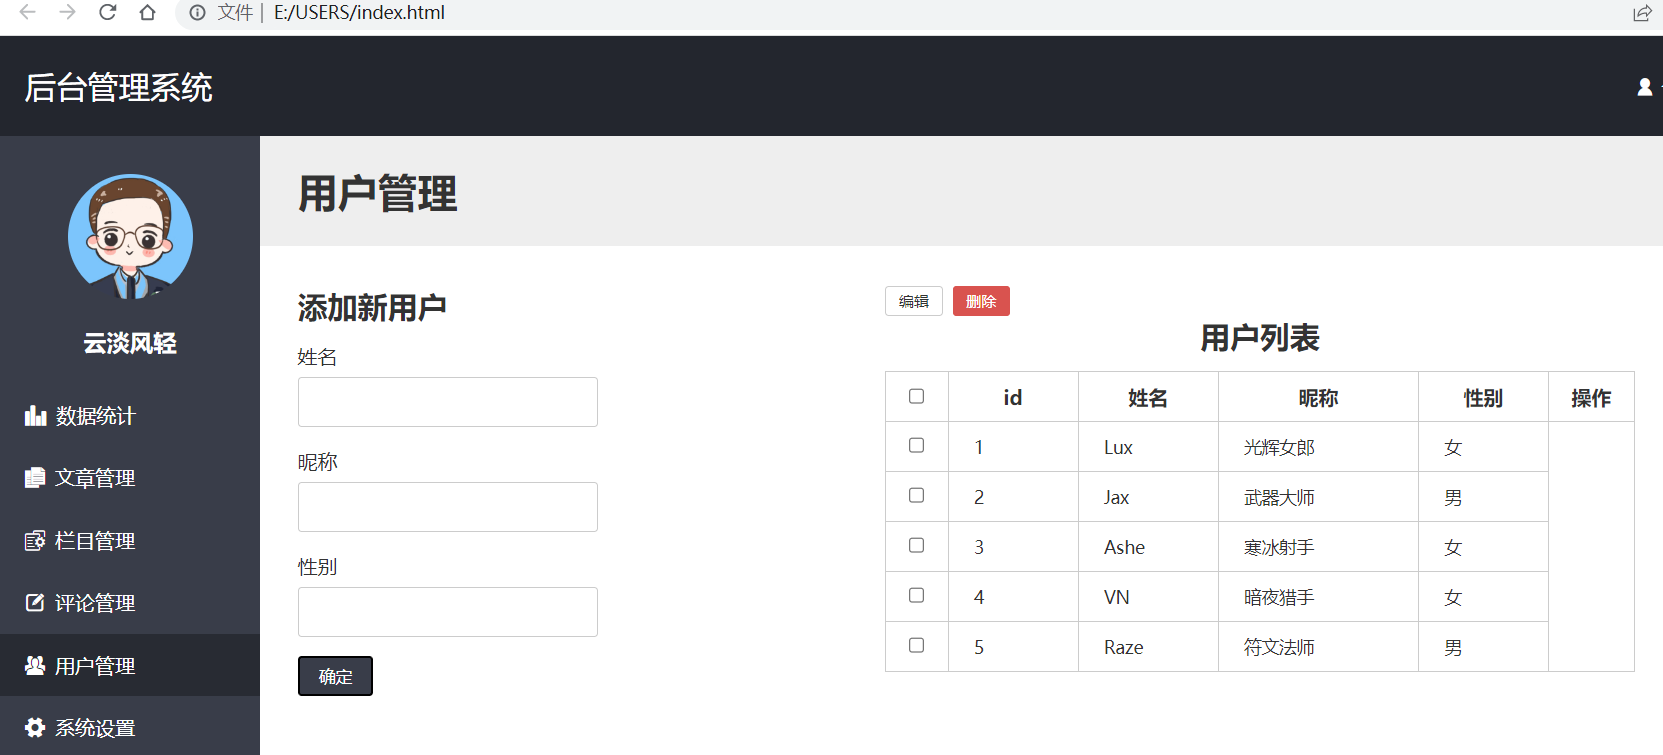 文件 | E:/USERS/index.html
后台管理系统
云淡风轻
数据统计
文章管理
栏目管理
评论管理
用户管理
系统设置
用户管理
添加新用户
姓名
昵称
性别
确定
编辑 删除
用户列表
id 姓名 昵称 性别 操作
1 Lux 光辉女郎 女
2 Jax 武器大师 男
3 Ashe 寒冰射手 女
4 VN 暗夜猎手 女
5 Raze 符文法师 男